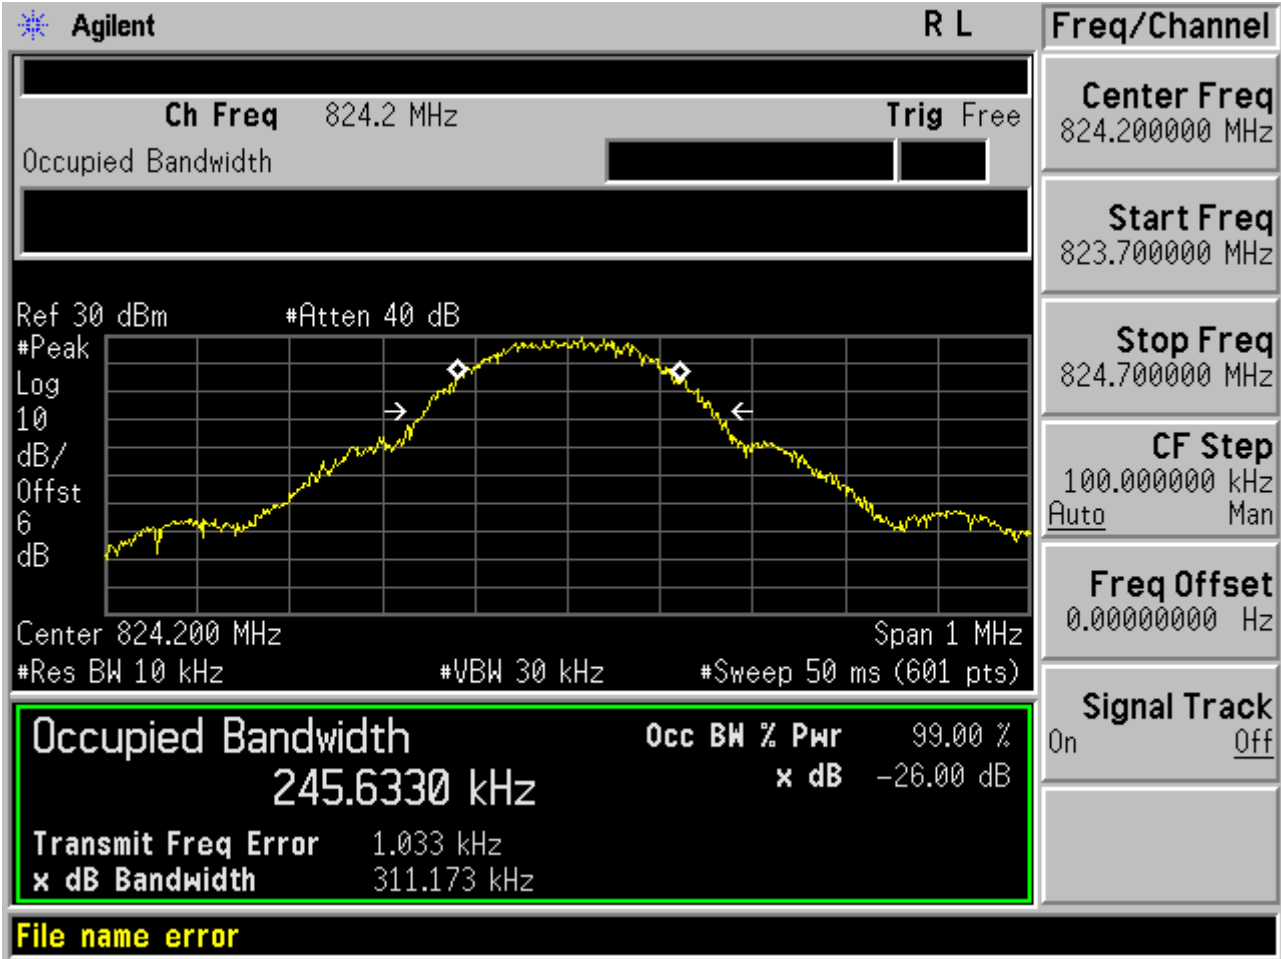 Agilent
R L
Freq/Channel
Ch Freq 824.2 MHz
Trig Free
Occupied Bandwidth
Center Freq
824.200000 MHz
Start Freq
823.700000 MHz
Stop Freq
824.700000 MHz
CF Step
100.000000 kHz
Auto Man
Freq Offset
0.00000000 Hz
Signal Track
On Off
Ref 30 dBm
#Atten 40 dB
#Peak
Log
10
dB/
Offst
6
dB
Center 824.200 MHz
Span 1 MHz
#Res BW 10 kHz
#VBW 30 kHz
#Sweep 50 ms (601 pts)
Occupied Bandwidth
245.6330 kHz
Occ BW % Pwr 99.00 %
x dB -26.00 dB
Transmit Freq Error 1.033 kHz
x dB Bandwidth 311.173 kHz
File name error